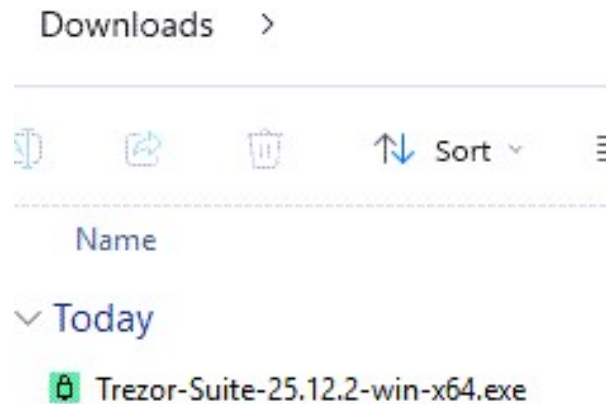 Downloads
Sort
Name
Today
Trezor-Suite-25.12.2-win-x64.exe